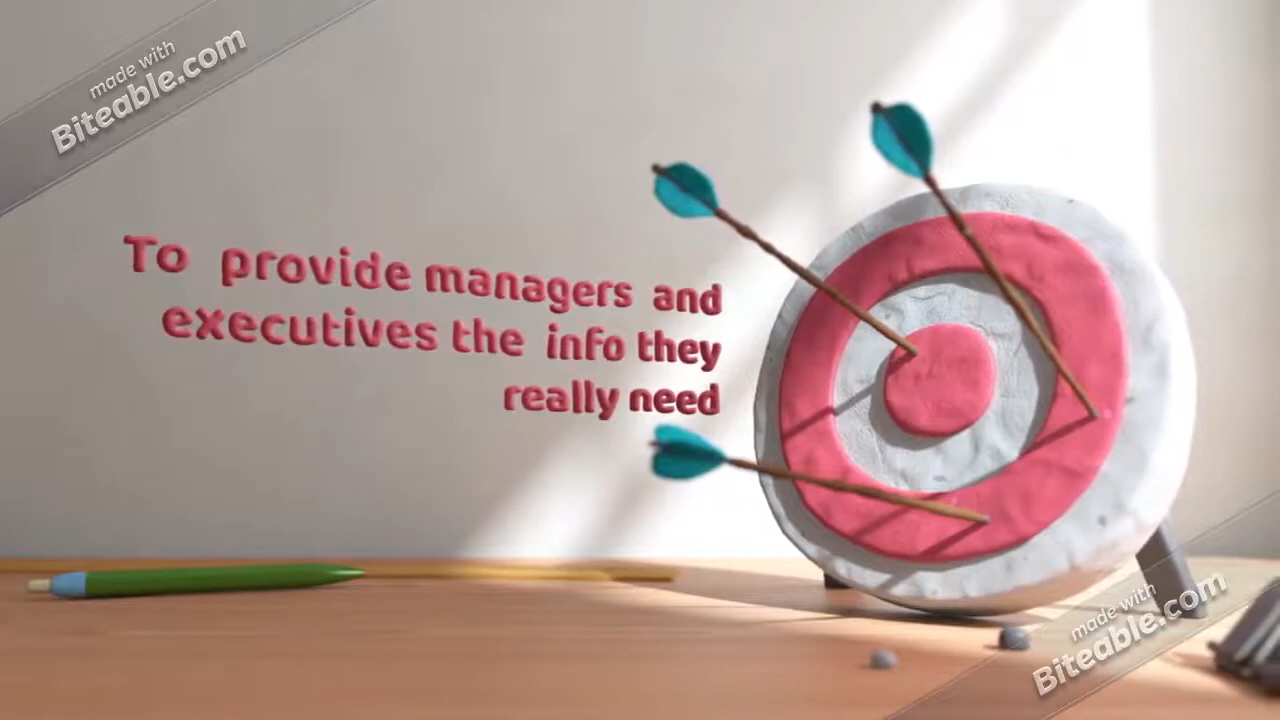 made with
Biteable.com
To provide managers and
executives the info they
really need
made with
Biteable.com